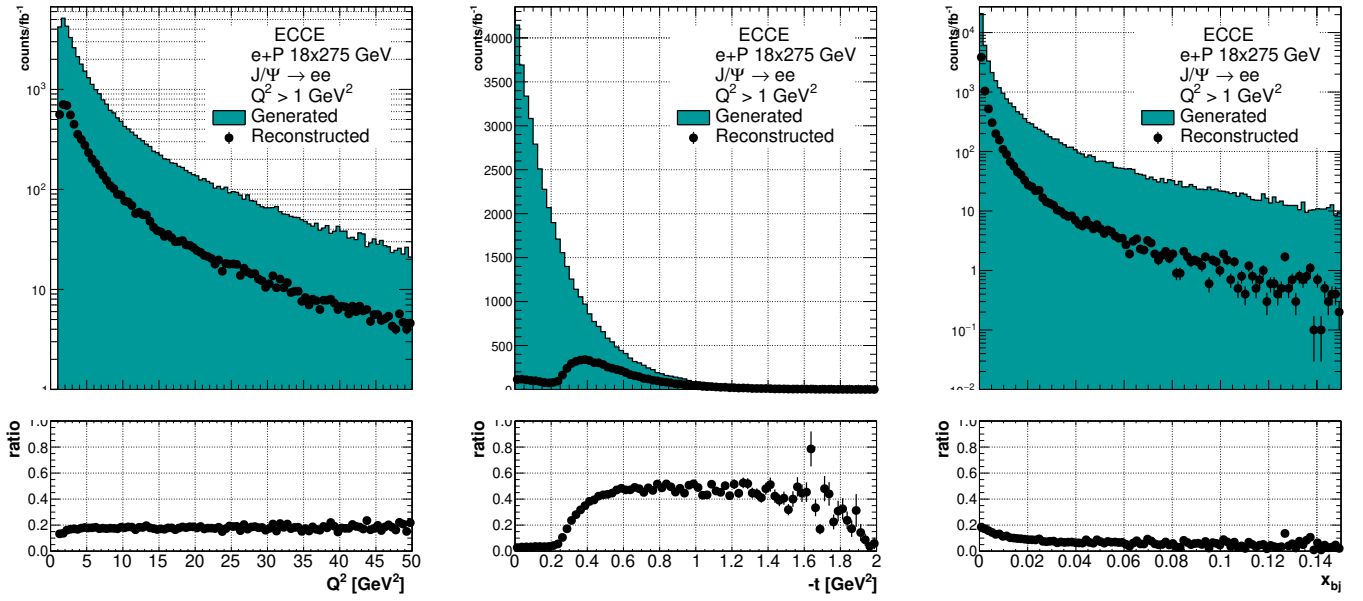 counts/fb⁻¹
ECCE
e+P 18x275 GeV
J/Ψ → ee
Q² > 1 GeV²
Generated
Reconstructed
10³
10²
10
1
ratio
1.0
0.8
0.6
0.4
0.2
0.0
0 5 10 15 20 25 30 35 40 45 50
Q² [GeV²]
counts/fb⁻¹
ECCE
e+P 18x275 GeV
J/Ψ → ee
Q² > 1 GeV²
Generated
Reconstructed
4000
3500
3000
2500
2000
1500
1000
500
0
ratio
1.0
0.8
0.6
0.4
0.2
0.0
0 0.2 0.4 0.6 0.8 1 1.2 1.4 1.6 1.8 2
-t [GeV²]
counts/fb⁻¹
ECCE
e+P 18x275 GeV
J/Ψ → ee
Q² > 1 GeV²
Generated
Reconstructed
10⁴
10³
10²
10
1
10⁻¹
10⁻²
ratio
1.0
0.8
0.6
0.4
0.2
0.0
0 0.02 0.04 0.06 0.08 0.1 0.12 0.14
x_bj